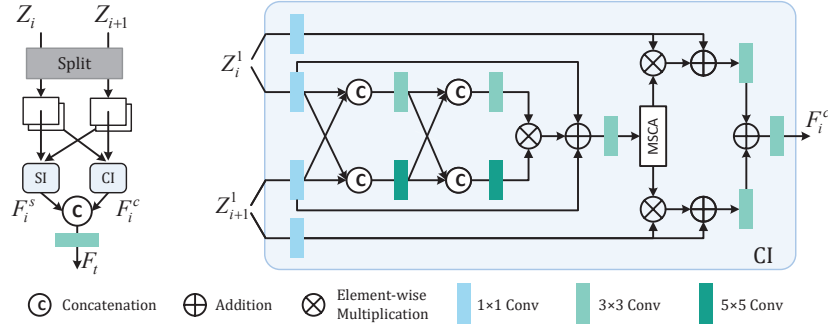 Z_i Z_{i+1}
Split
SI CI
F_i^s C F_i^c
F_t
Z_i^1
Z_{i+1}^1
C C
C C
MSCA
F_i^c
CI
C Concatenation
Addition
Element-wise
Multiplication
1×1 Conv
3×3 Conv
5×5 Conv